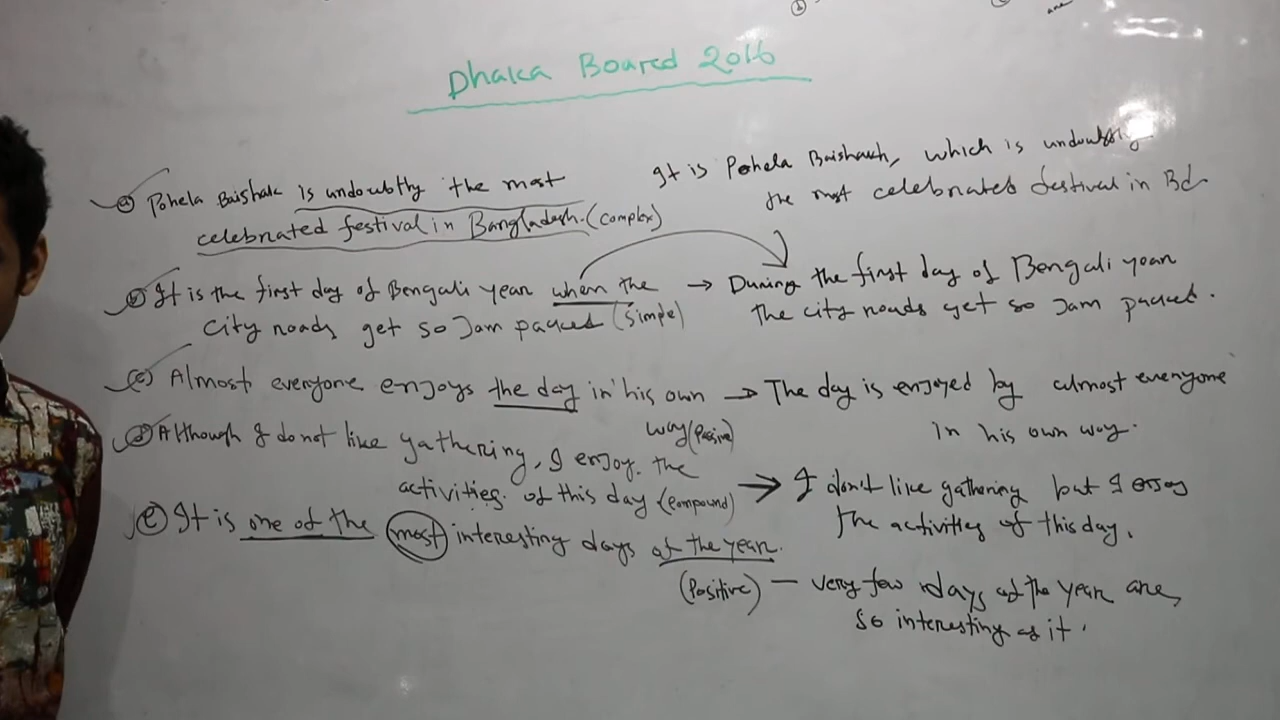 Dhaka Board 2016
(a) Pohela Baishak is undoubtly the most
celebrated festival in Bangladesh. (complex)
It is Pohela Baishakh, which is undoubtly
the most celebrated festival in Bd
(b) It is the first day of Bengali year when the
city roads get so Jam packed (Simple)
→ During the first day of Bengali year
the city roads get so Jam packed.
(c) Almost everyone enjoys the day in his own
way (Passive)
→ The day is enjoyed by almost everyone
in his own way.
(d) Although I do not like gathering, I enjoy the
activities of this day (compound)
→ I don't like gathering but I enjoy
the activities of this day.
(e) It is one of the most interesting days of the year.
(Positive) — very few days of the year are,
so interesting as it.